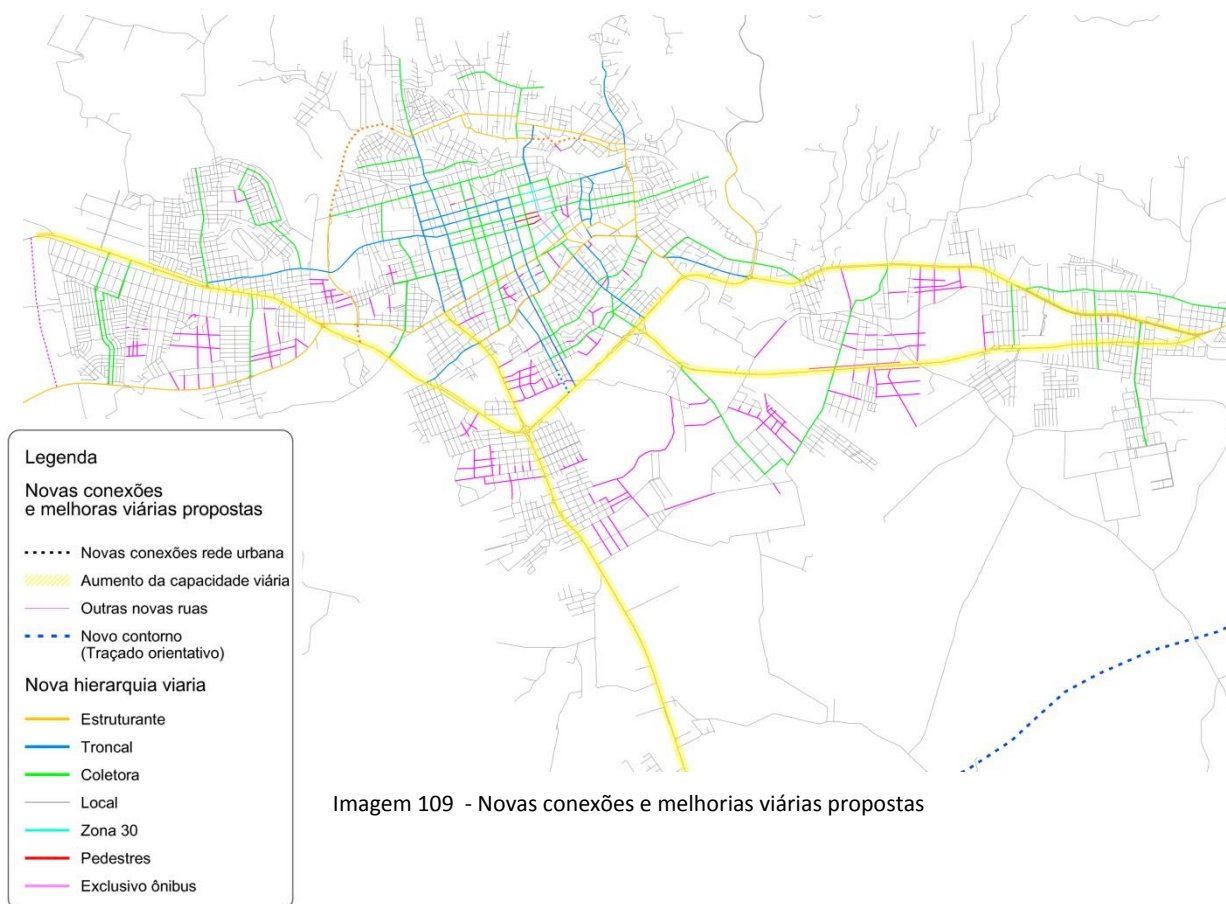 Legenda
Novas conexões
e melhoras viárias propostas
Novas conexões rede urbana
Aumento da capacidade viária
Outras novas ruas
Novo contorno
(Traçado orientativo)
Nova hierarquia viaria
Estruturante
Troncal
Coletora
Local
Zona 30
Pedestres
Exclusivo ônibus
Imagem 109 - Novas conexões e melhorias viárias propostas